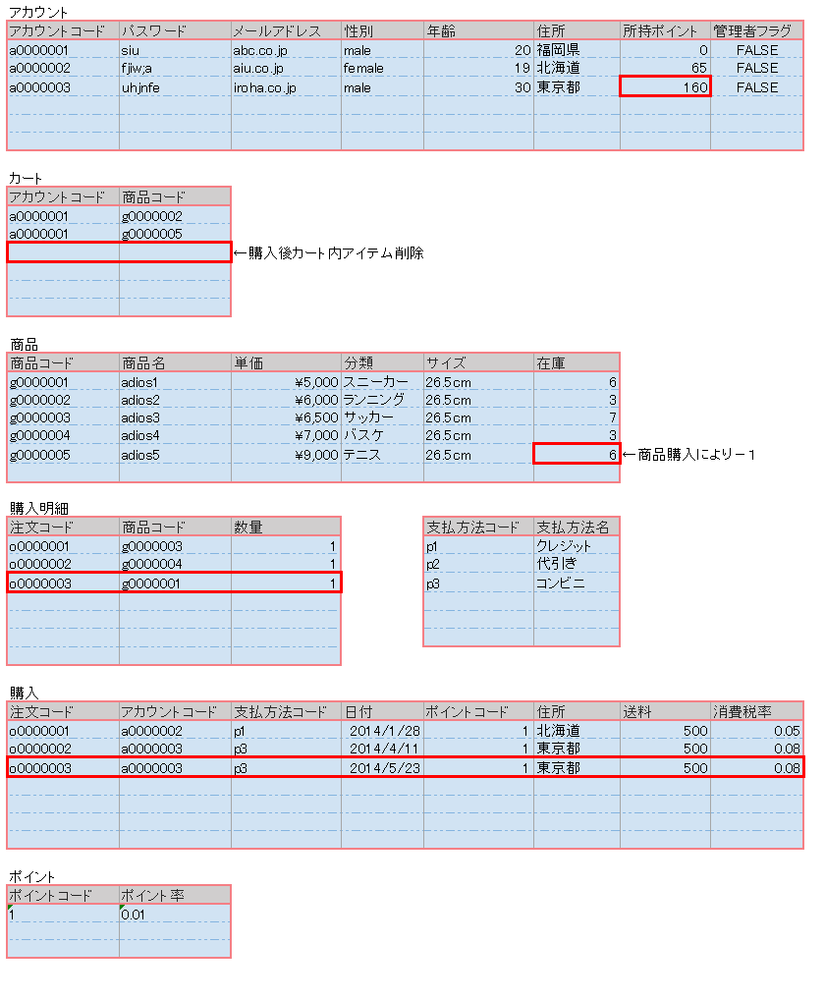 アカウント
アカウントコード パスワード メールアドレス 性別 年齢 住所 所持ポイント 管理者フラグ
a0000001 siu abc.co.jp male 20 福岡県 0 FALSE
a0000002 fjiw;a aiu.co.jp female 19 北海道 65 FALSE
a0000003 uhjnfe iroha.co.jp male 30 東京都 160 FALSE
カート
アカウントコード 商品コード
a0000001 g0000002
a0000001 g0000005
←購入後カート内アイテム削除
商品
商品コード 商品名 単価 分類 サイズ 在庫
g0000001 adios1 ¥5,000 スニーカー 26.5cm 6
g0000002 adios2 ¥6,000 ランニング 26.5cm 3
g0000003 adios3 ¥6,500 サッカー 26.5cm 7
g0000004 adios4 ¥7,000 バスケ 26.5cm 3
g0000005 adios5 ¥9,000 テニス 26.5cm 6 ←商品購入により－1
購入明細
注文コード 商品コード 数量 支払方法コード 支払方法名
o0000001 g0000003 1 p1 クレジット
o0000002 g0000004 1 p2 代引き
o0000003 g0000001 1 p3 コンビニ
購入
注文コード アカウントコード 支払方法コード 日付 ポイントコード 住所 送料 消費税率
o0000001 a0000002 p1 2014/1/28 1 北海道 500 0.05
o0000002 a0000003 p3 2014/4/11 1 東京都 500 0.08
o0000003 a0000003 p3 2014/5/23 1 東京都 500 0.08
ポイント
ポイントコード ポイント率
1 0.01